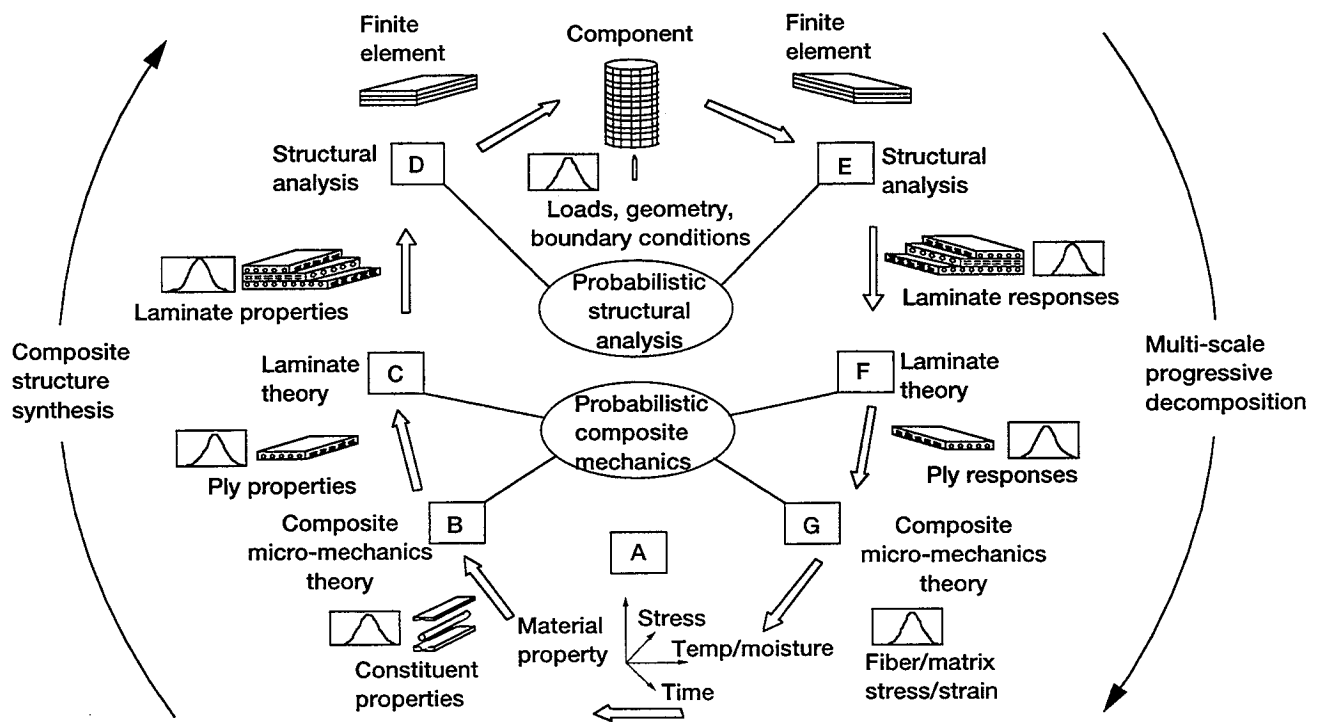 Finite
element
Component
Finite
element
Structural
analysis
D
E
Structural
analysis
Loads, geometry,
boundary conditions
Laminate properties
Probabilistic
structural
analysis
Laminate responses
Composite
structure
synthesis
Laminate
theory
C
F
Laminate
theory
Multi-scale
progressive
decomposition
Probabilistic
composite
mechanics
Ply properties
Ply responses
Composite
micro-mechanics
theory
B
A
G
Composite
micro-mechanics
theory
Constituent
properties
Material
property
Stress
Temp/moisture
Time
Fiber/matrix
stress/strain